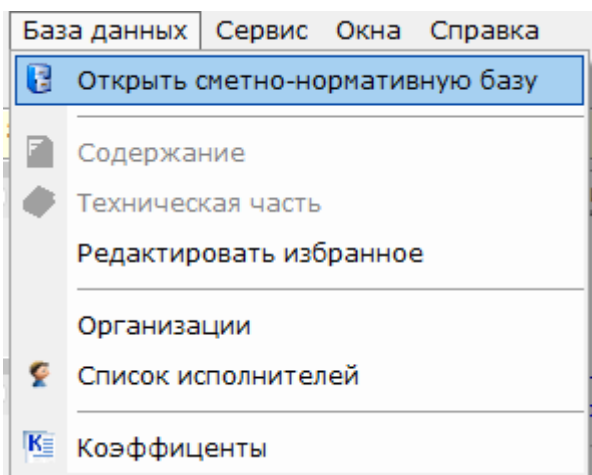 База данных Сервис Окна Справка
Открыть сметно-нормативную базу
Содержание
Техническая часть
Редактировать избранное
Организации
Список исполнителей
Коэффиценты